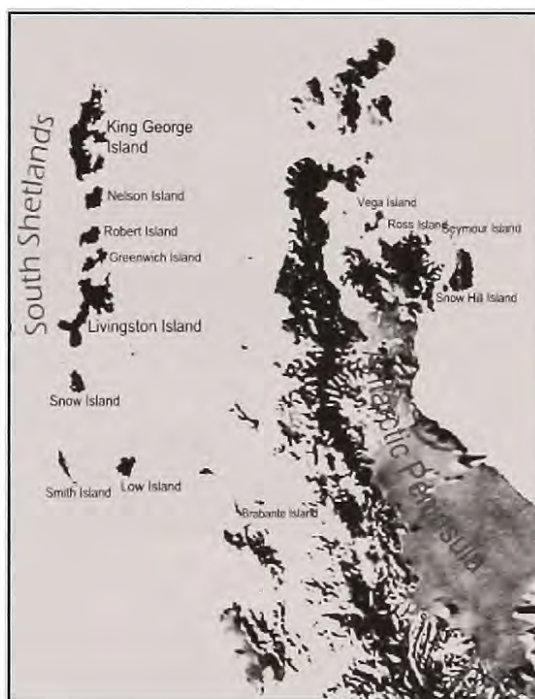 South Shetlands
King George
Island
Nelson Island
Robert Island
Greenwich Island
Livingston Island
Snow Island
Smith Island
Low Island
Vega Island
Ross Island
Seymour Island
Snow Hill Island
Brabante Island
Peninsula